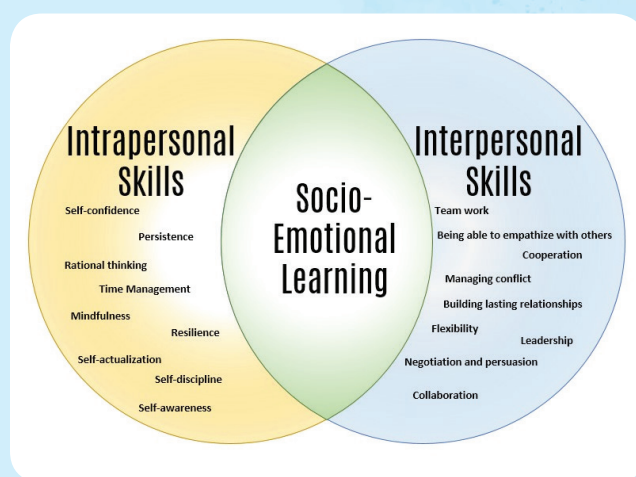 Intrapersonal
Skills
Self-confidence
Persistence
Rational thinking
Time Management
Mindfulness
Resilience
Self-actualization
Self-discipline
Self-awareness
Socio-
Emotional
Learning
Interpersonal
Skills
Team work
Being able to empathize with others
Cooperation
Managing conflict
Building lasting relationships
Flexibility
Leadership
Negotiation and persuasion
Collaboration